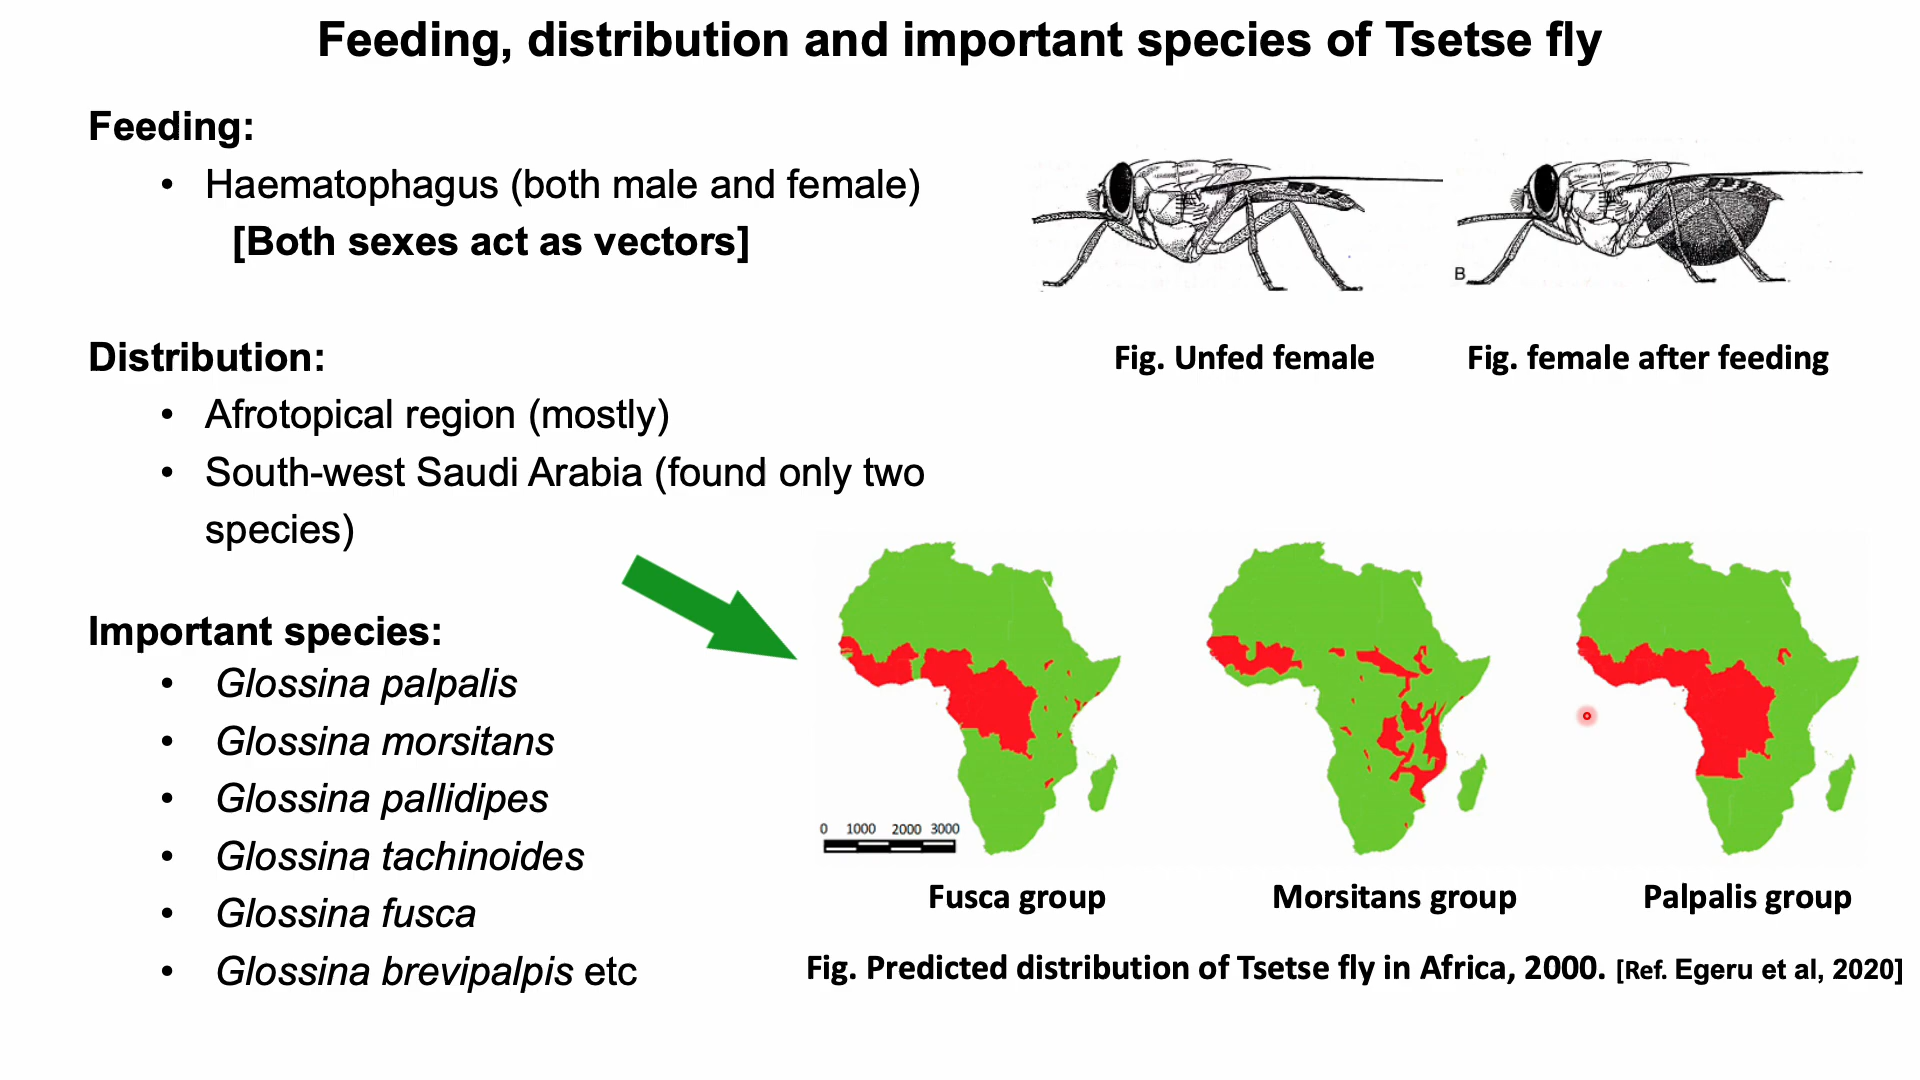 Feeding, distribution and important species of Tsetse fly
Feeding:
• Haematophagus (both male and female)
[Both sexes act as vectors]
Distribution:
• Afrotopical region (mostly)
• South-west Saudi Arabia (found only two
species)
Important species:
• Glossina palpalis
• Glossina morsitans
• Glossina pallidipes
• Glossina tachinoides
• Glossina fusca
• Glossina brevipalpis etc
B
Fig. Unfed female
Fig. female after feeding
0 1000 2000 3000
Fusca group
Morsitans group
Palpalis group
Fig. Predicted distribution of Tsetse fly in Africa, 2000. [Ref. Egeru et al, 2020]